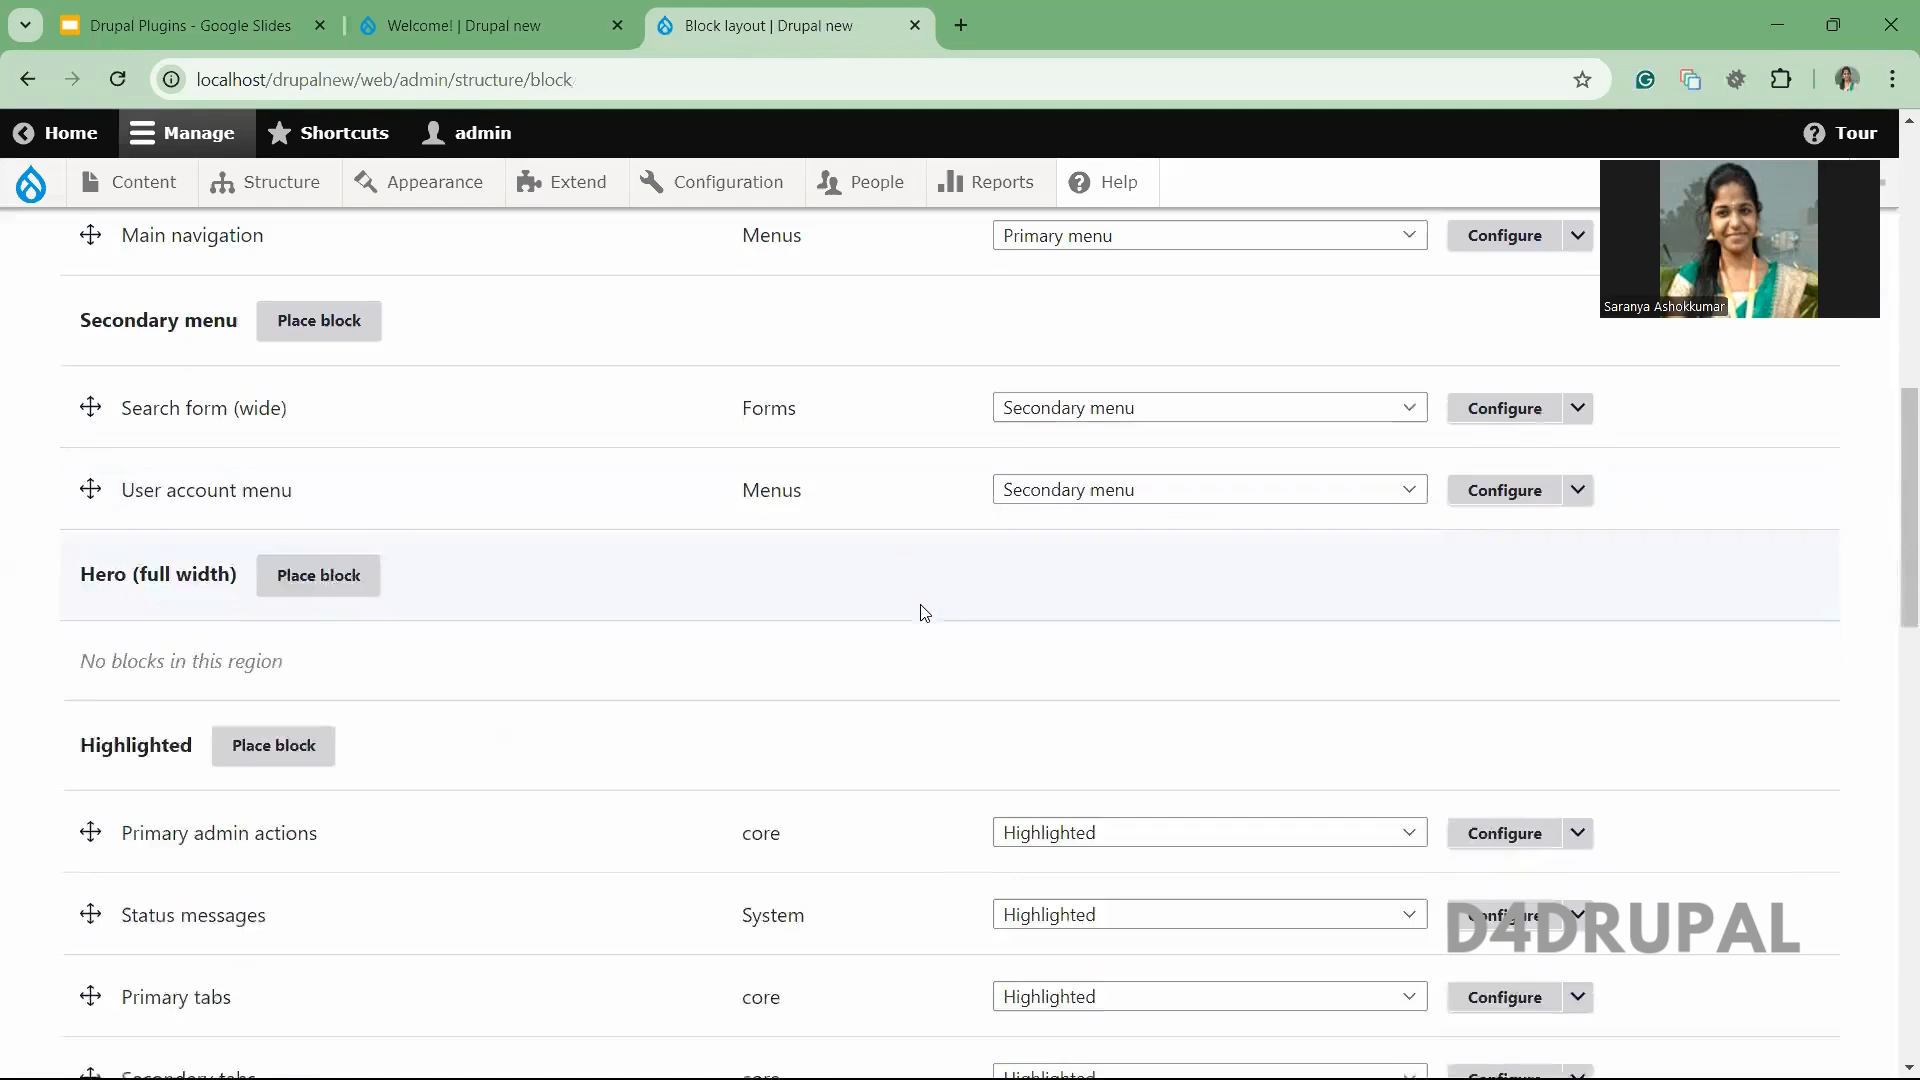 Drupal Plugins - Google Slides
Welcome! | Drupal new
Block layout | Drupal new
localhost/drupalnew/web/admin/structure/block
Home
Manage
Shortcuts
admin
Tour
Content
Structure
Appearance
Extend
Configuration
People
Reports
Help
Saranya Ashokkumar
Main navigation Menus Primary menu Configure
Secondary menu Place block
Search form (wide) Forms Secondary menu Configure
User account menu Menus Secondary menu Configure
Hero (full width) Place block
No blocks in this region
Highlighted Place block
Primary admin actions core Highlighted Configure
Status messages System Highlighted Configure
D4DRUPAL
Primary tabs core Highlighted Configure
Secondary tabs core Highlighted Configure